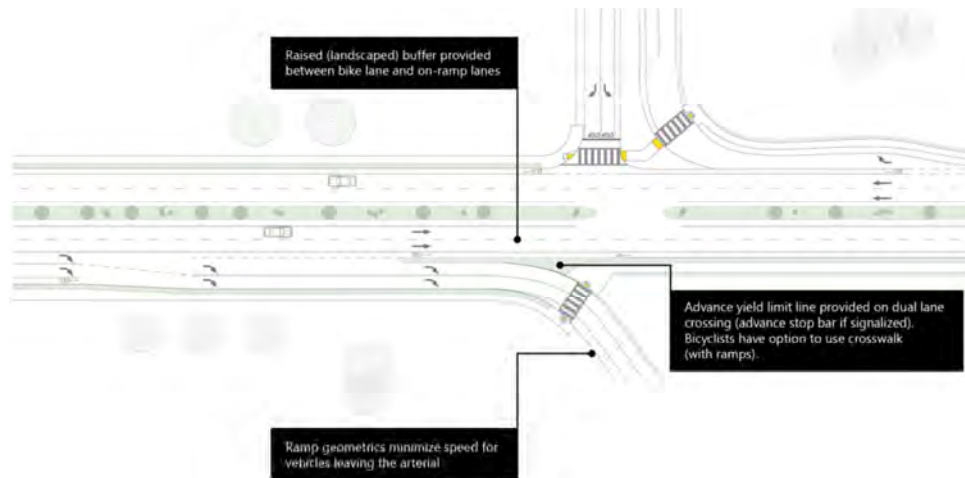 Raised (landscaped) buffer provided
between bike lane and on-ramp lanes
Advance yield limit line provided on dual lane
crossing (advance stop bar if signalized).
Bicyclists have option to use crosswalk
(with ramps).
Ramp geometrics minimize speed for
vehicles leaving the arterial